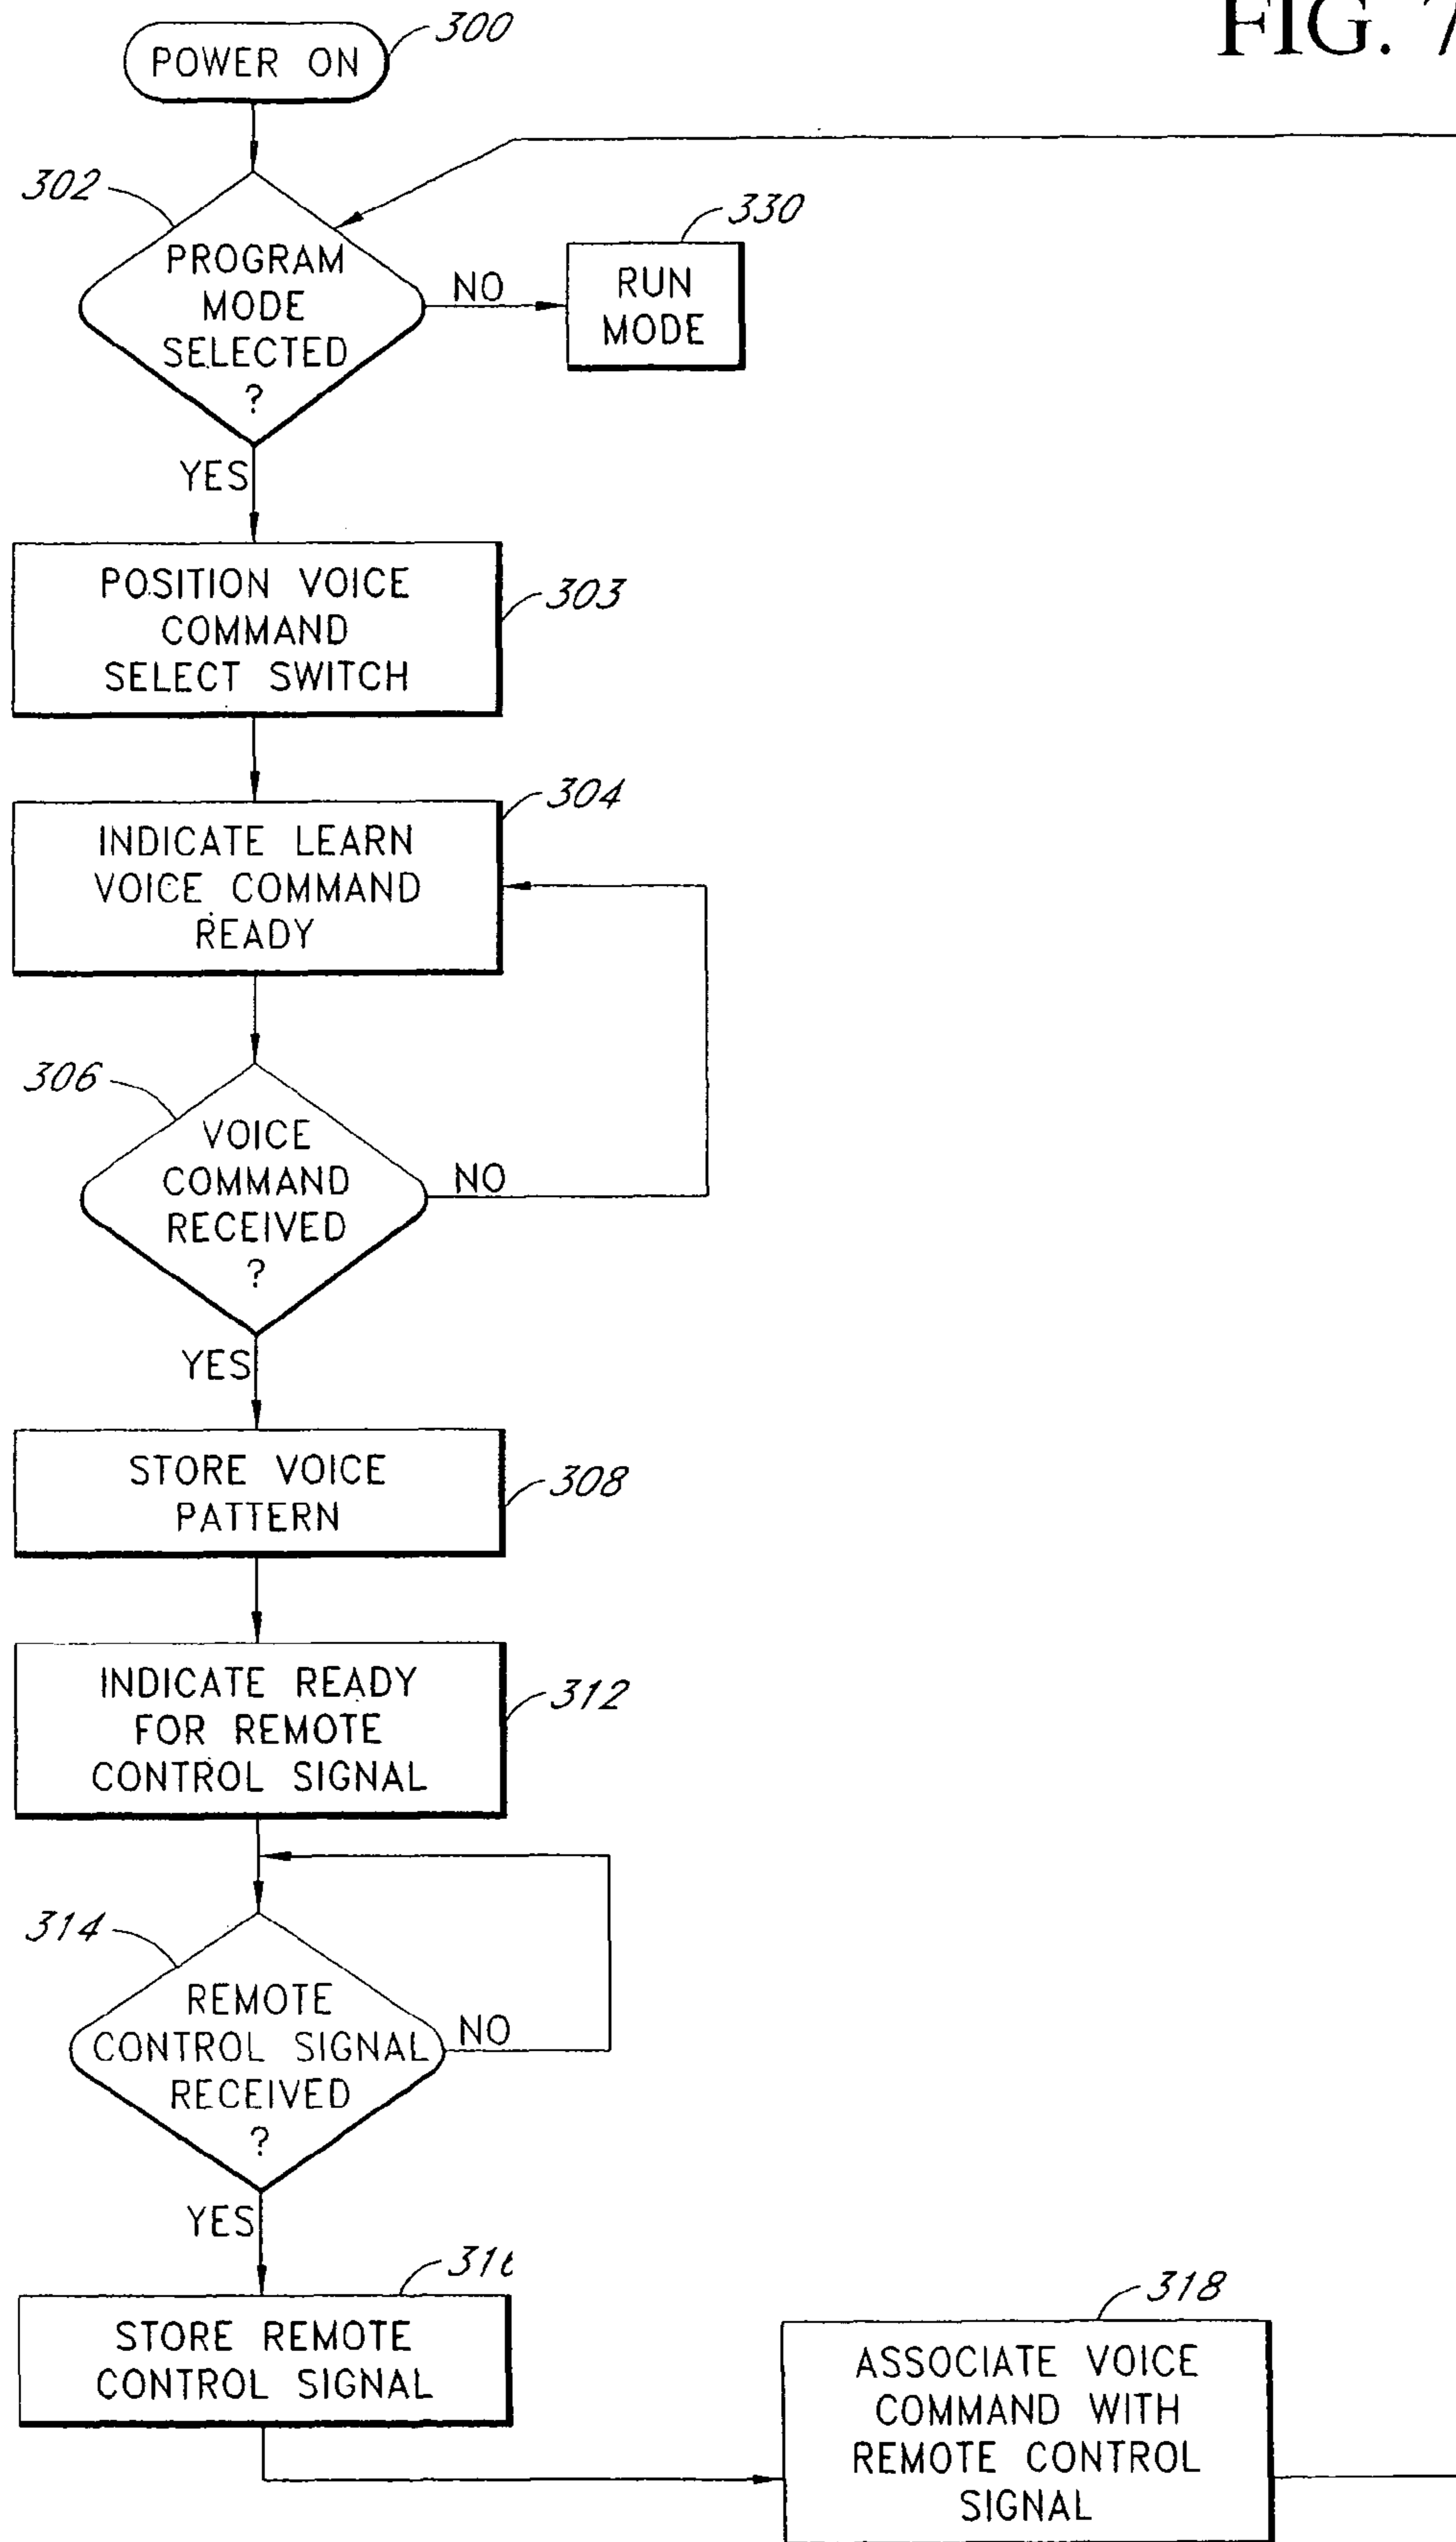 FIG. 7
POWER ON
300
302
PROGRAM
MODE
SELECTED
?
NO
330
RUN
MODE
YES
303
POSITION VOICE
COMMAND
SELECT SWITCH
304
INDICATE LEARN
VOICE COMMAND
READY
306
VOICE
COMMAND
RECEIVED
?
NO
YES
308
STORE VOICE
PATTERN
312
INDICATE READY
FOR REMOTE
CONTROL SIGNAL
314
REMOTE
CONTROL SIGNAL
RECEIVED
?
NO
YES
316
STORE REMOTE
CONTROL SIGNAL
318
ASSOCIATE VOICE
COMMAND WITH
REMOTE CONTROL
SIGNAL